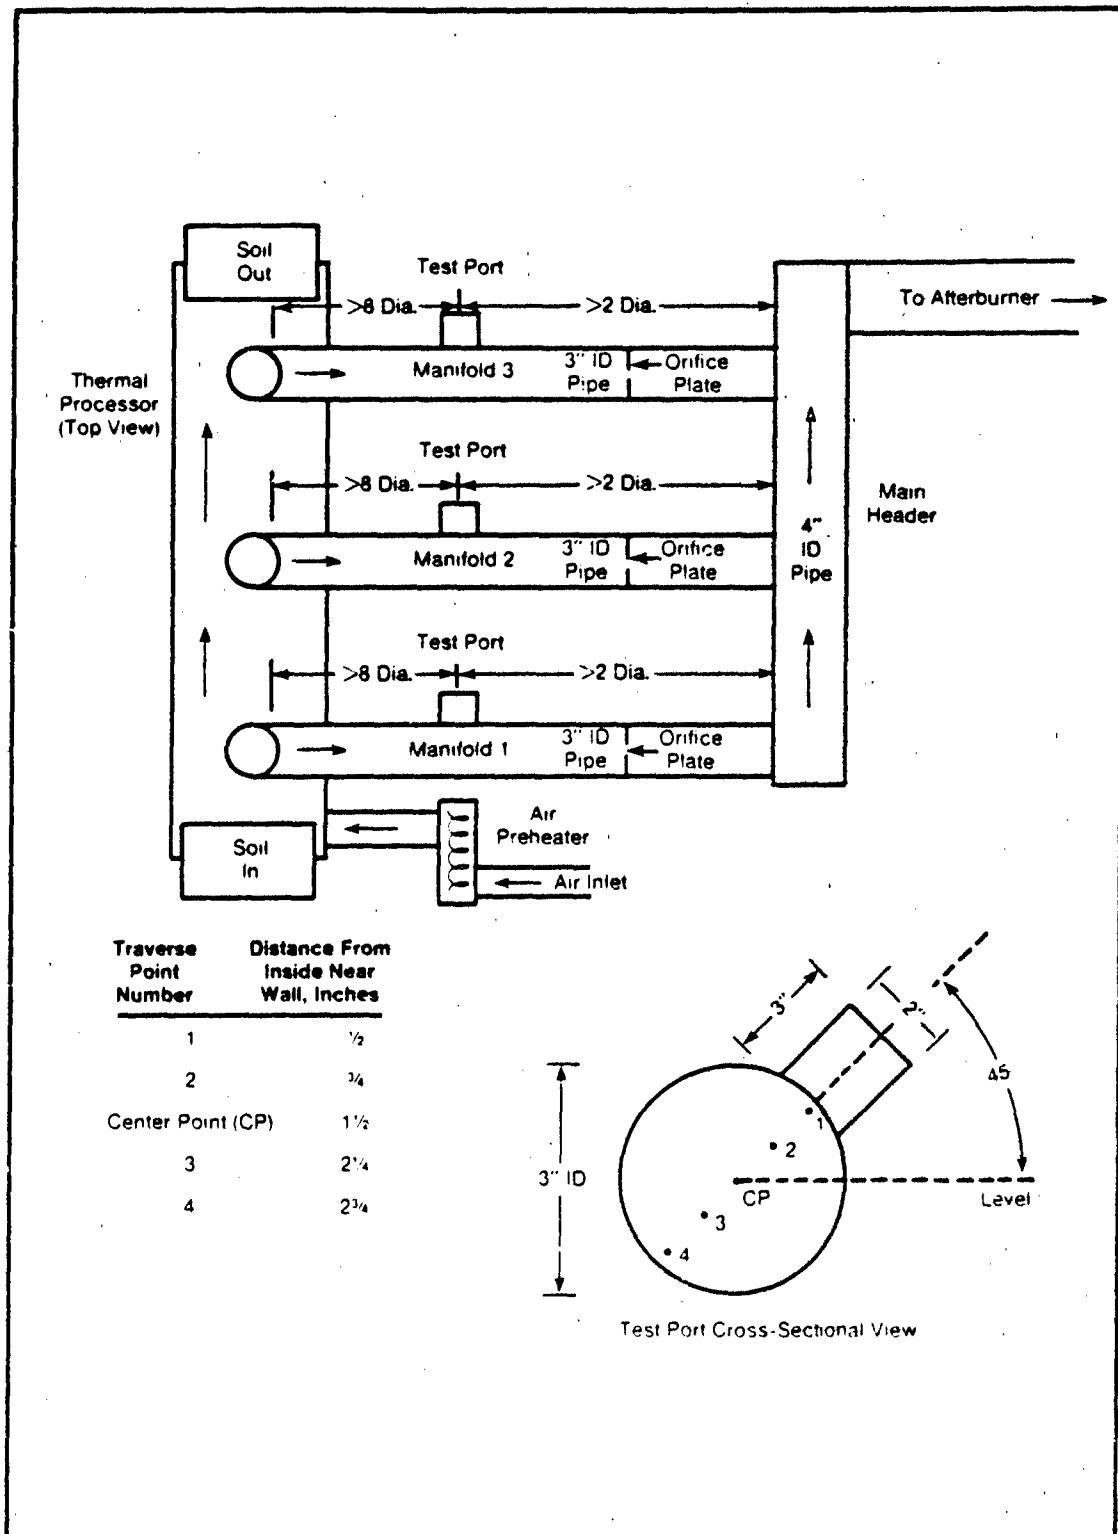 Soil
Out
Test Port
>8 Dia.
>2 Dia.
To Afterburner
Thermal
Processor
(Top View)
Manifold 3
3" ID
Pipe
Orifice
Plate
Test Port
>8 Dia.
>2 Dia.
Main
Header
Manifold 2
3" ID
Pipe
Orifice
Plate
4"
ID
Pipe
Test Port
>8 Dia.
>2 Dia.
Manifold 1
3" ID
Pipe
Orifice
Plate
Soil
In
Air
Preheater
Air Inlet
Traverse Point Number
Distance From Inside Near Wall, Inches
1 ½
2 ¾
Center Point (CP) 1½
3 2¼
4 2¾
3"
2"
45
3" ID
1
2
CP
3
4
Level
Test Port Cross-Sectional View